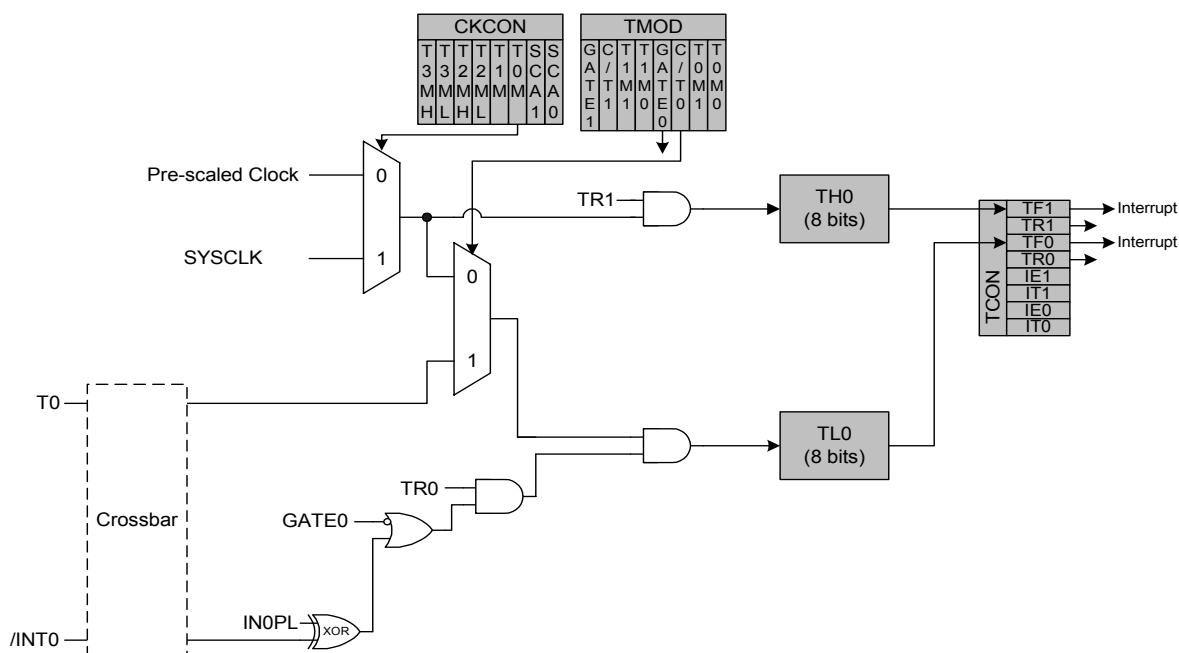 CKCON
T3MH T3ML T2MH T2ML T1M T0M SCA1 SCA0
TMOD
GATE1 C/T1 T1M1 T1M0 GATE0 C/T0 T0M1 T0M0
Pre-scaled Clock
0
SYSCLK
1
TR1
TH0
(8 bits)
TCON
TF1
TR1
TF0
TR0
IE1
IT1
IE0
IT0
Interrupt
Interrupt
0
1
T0
Crossbar
/INT0
TL0
(8 bits)
TR0
GATE0
IN0PL
XOR